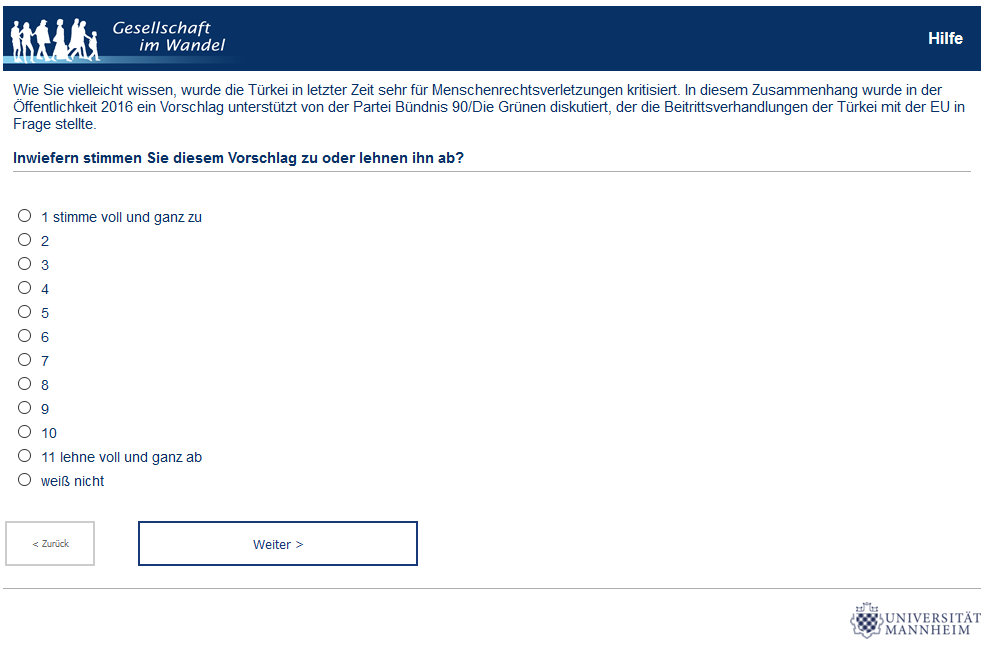 Gesellschaft
im Wandel
Hilfe
Wie Sie vielleicht wissen, wurde die Türkei in letzter Zeit sehr für Menschenrechtsverletzungen kritisiert. In diesem Zusammenhang wurde in der
Öffentlichkeit 2016 ein Vorschlag unterstützt von der Partei Bündnis 90/Die Grünen diskutiert, der die Beitrittsverhandlungen der Türkei mit der EU in
Frage stellte.
Inwiefern stimmen Sie diesem Vorschlag zu oder lehnen ihn ab?
1 stimme voll und ganz zu
2
3
4
5
6
7
8
9
10
11 lehne voll und ganz ab
weiß nicht
< Zurück
Weiter >
UNIVERSITÄT
MANNHEIM